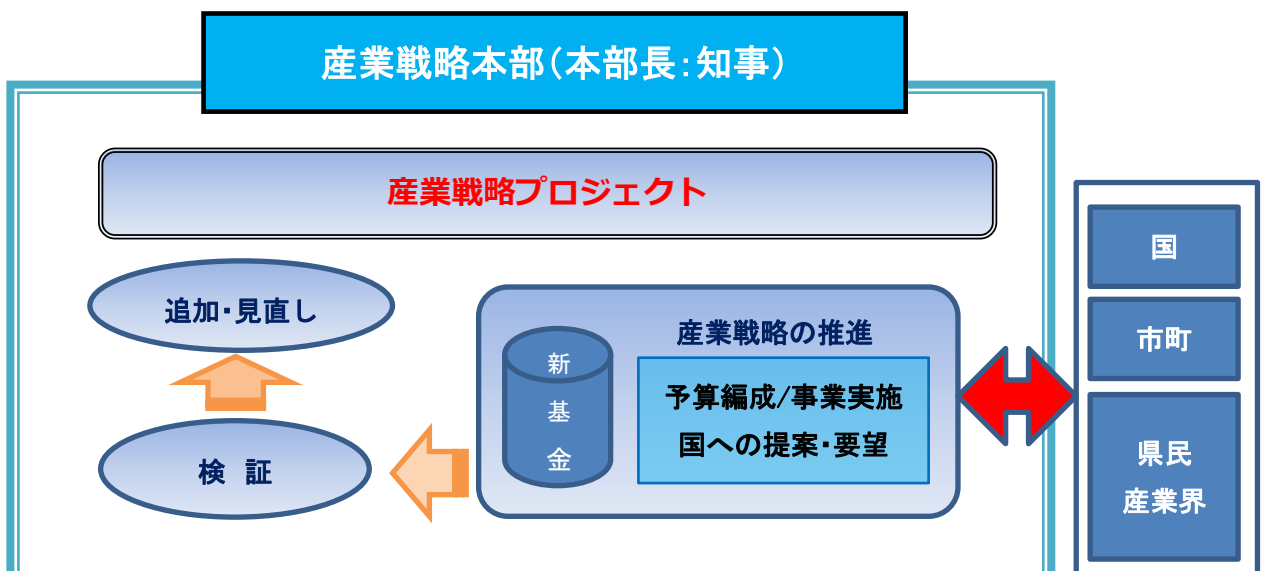 産業戦略本部(本部長:知事)
産業戦略プロジェクト
追加・見直し
検 証
産業戦略の推進
新
基
金
予算編成/事業実施
国への提案・要望
国
市町
県民
産業界